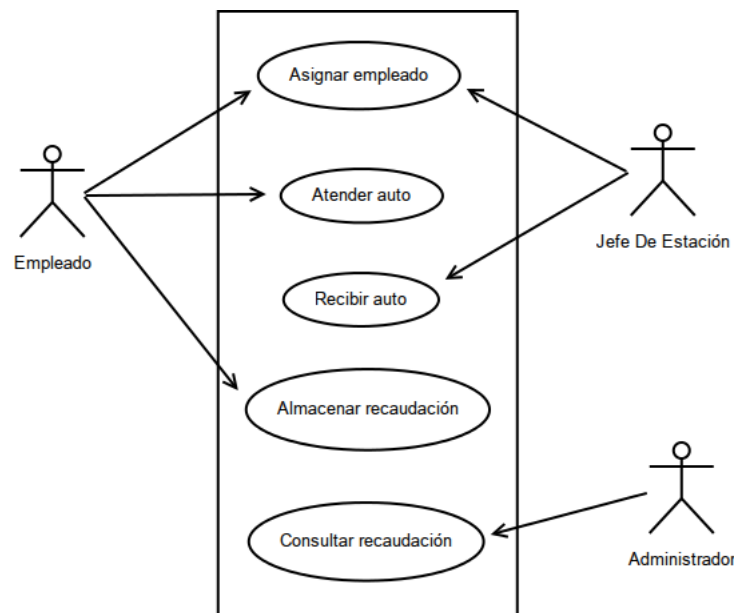 Asignar empleado
Atender auto
Jefe De Estación
Empleado
Recibir auto
Almacenar recaudación
Consultar recaudación
Administrador